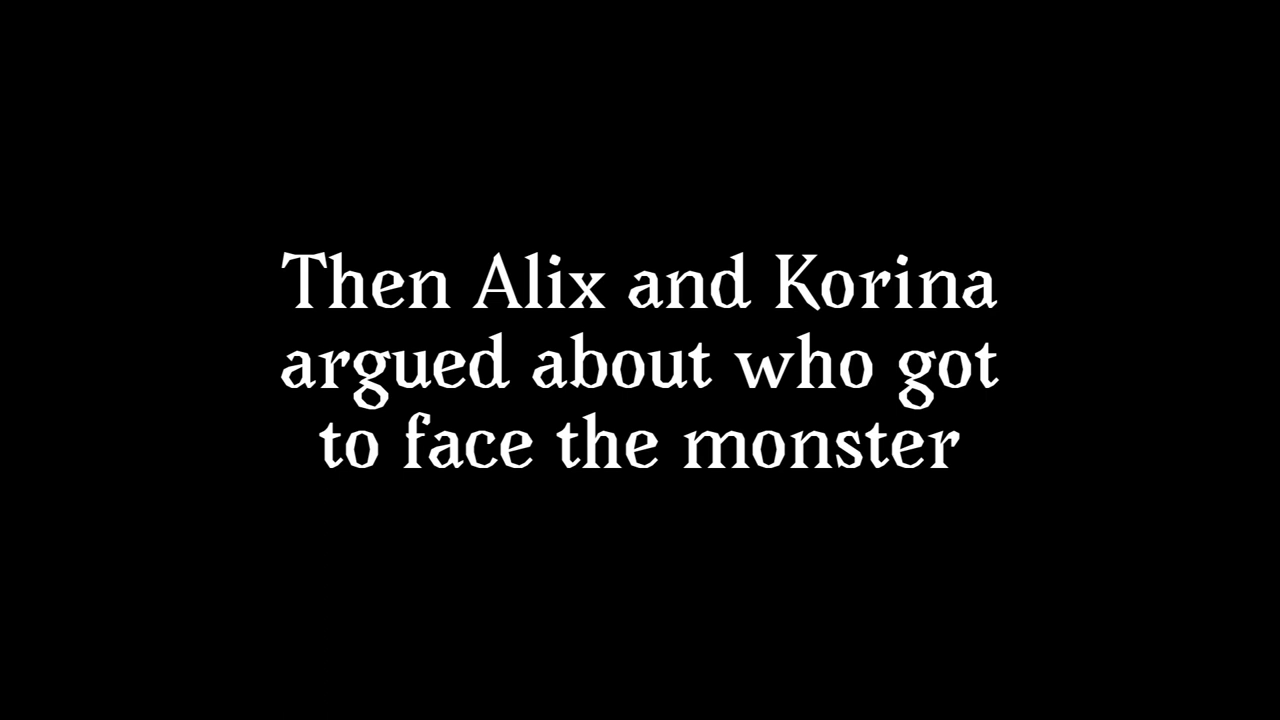 Then Alix and Korina
argued about who got
to face the monster